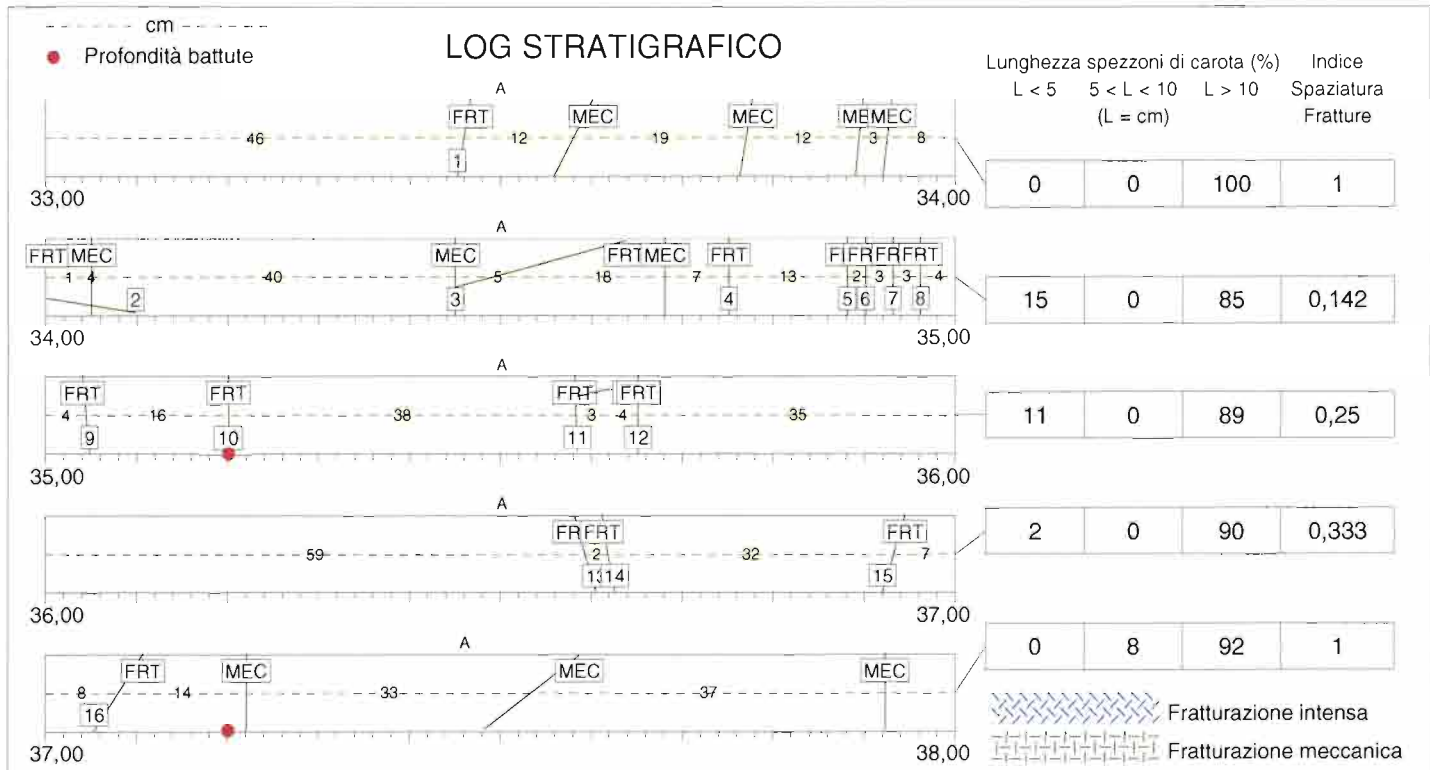 cm
Profondità battute
LOG STRATIGRAFICO
Lunghezza spezzoni di carota (%) Indice
L < 5 5 < L < 10 L > 10 Spaziatura
(L = cm) Fratture
A
FRT MEC MEC ME MEC
46 12 19 12 3 8
1
33,00 34,00
0 0 100 1
A
FRT MEC MEC FRT MEC FRT FI FR FR FRT
1 4 40 5 18 7 13 2 3 3 4
2 3 4 5 6 7 8
34,00 35,00
15 0 85 0,142
A
FRT FRT FRT FRT
4 16 38 3 4 35
9 10 11 12
35,00 36,00
11 0 89 0,25
A
FR FRT FRT
59 2 32 7
13 14 15
36,00 37,00
2 0 90 0,333
A
FRT MEC MEC MEC
8 14 33 37
16
37,00 38,00
0 8 92 1
Fratturazione intensa
Fratturazione meccanica